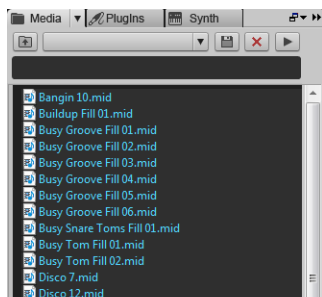 Media PlugIns Synth
Bangin 10.mid
Buildup Fill 01.mid
Busy Groove Fill 01.mid
Busy Groove Fill 02.mid
Busy Groove Fill 03.mid
Busy Groove Fill 04.mid
Busy Groove Fill 05.mid
Busy Groove Fill 06.mid
Busy Snare Toms Fill 01.mid
Busy Tom Fill 01.mid
Busy Tom Fill 02.mid
Disco 7.mid
Disco 12.mid